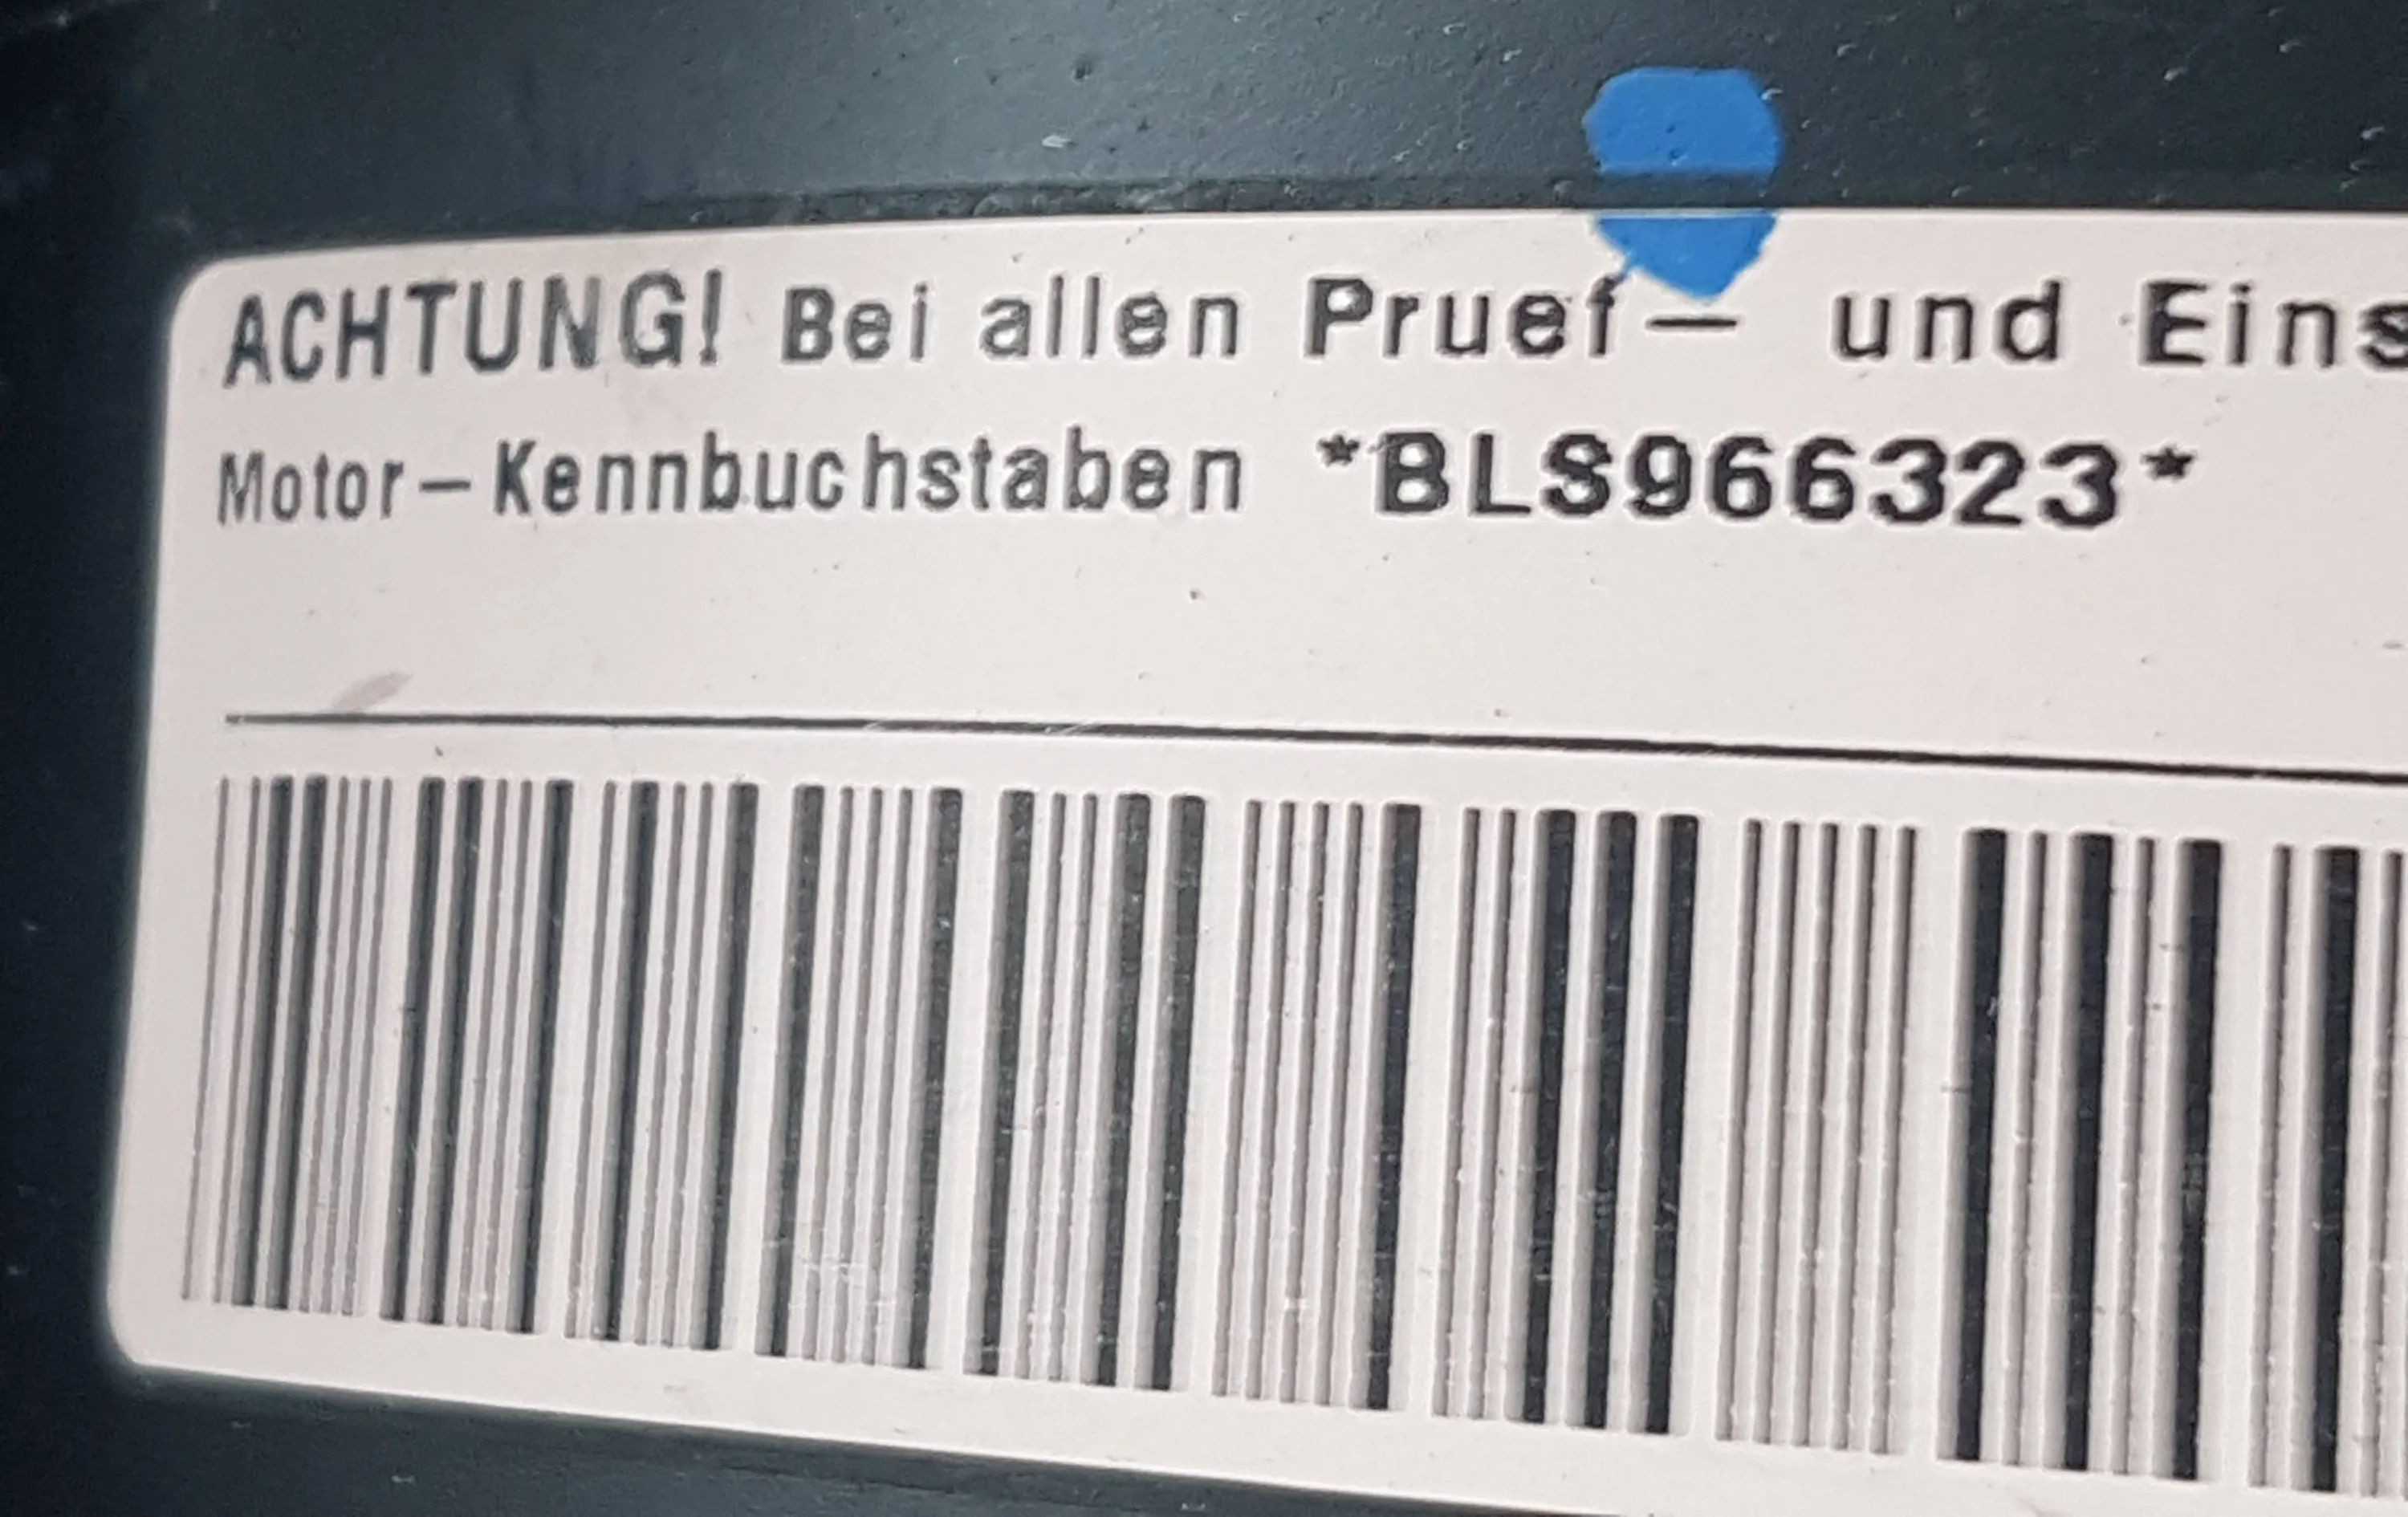 ACHTUNG! Bei allen Pruef- und Eins
Motor-Kennbuchstaben *BLS966323*